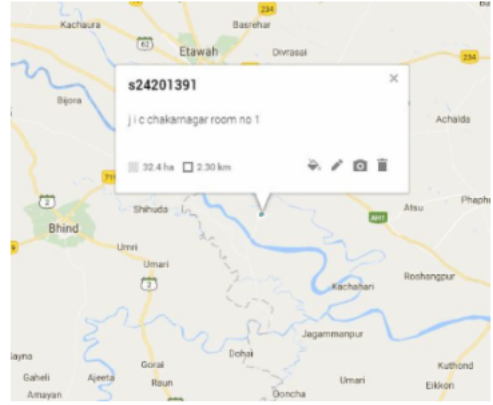 234
Kachaura
Basrehar
62
Etawah
Divrasai
234
s24201391
Bijora
j i c chakarnagar room no 1
Achalda
32.4 ha
2.30 km
2
Shihuda
AH1
Atsu
Bhind
Umri
Umari
Roshangpur
2
Kachahari
Jagammanpur
Dohai
Gorai
Kuthond
Gaheli
Ajeeta
Raun
Umari
Eikkon
Amayan
Goncha